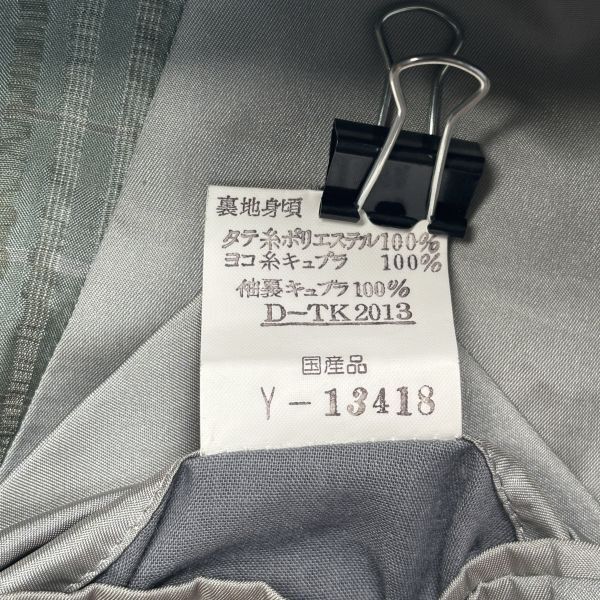 裏地身頃
タテ糸ポリエステル100%
ヨコ糸キュプラ 100%
袖裏キュプラ100%
D-TK2013
国産品
Y-13418